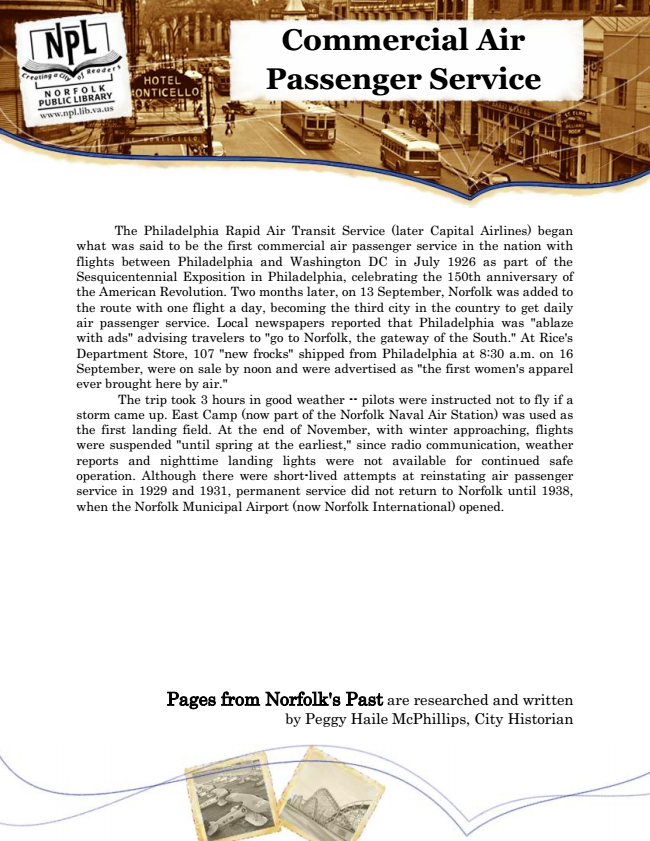 NPL
Creating a City of Readers
NORFOLK
PUBLIC LIBRARY
www.npl.lib.va.us
HOTEL
MONTICELLO
Commercial Air
Passenger Service
The Philadelphia Rapid Air Transit Service (later Capital Airlines) began
what was said to be the first commercial air passenger service in the nation with
flights between Philadelphia and Washington DC in July 1926 as part of the
Sesquicentennial Exposition in Philadelphia, celebrating the 150th anniversary of
the American Revolution. Two months later, on 13 September, Norfolk was added to
the route with one flight a day, becoming the third city in the country to get daily
air passenger service. Local newspapers reported that Philadelphia was "ablaze
with ads" advising travelers to "go to Norfolk, the gateway of the South." At Rice's
Department Store, 107 "new frocks" shipped from Philadelphia at 8:30 a.m. on 16
September, were on sale by noon and were advertised as "the first women's apparel
ever brought here by air."
The trip took 3 hours in good weather -- pilots were instructed not to fly if a
storm came up. East Camp (now part of the Norfolk Naval Air Station) was used as
the first landing field. At the end of November, with winter approaching, flights
were suspended "until spring at the earliest," since radio communication, weather
reports and nighttime landing lights were not available for continued safe
operation. Although there were short-lived attempts at reinstating air passenger
service in 1929 and 1931, permanent service did not return to Norfolk until 1938,
when the Norfolk Municipal Airport (now Norfolk International) opened.
Pages from Norfolk's Past are researched and written
by Peggy Haile McPhillips, City Historian